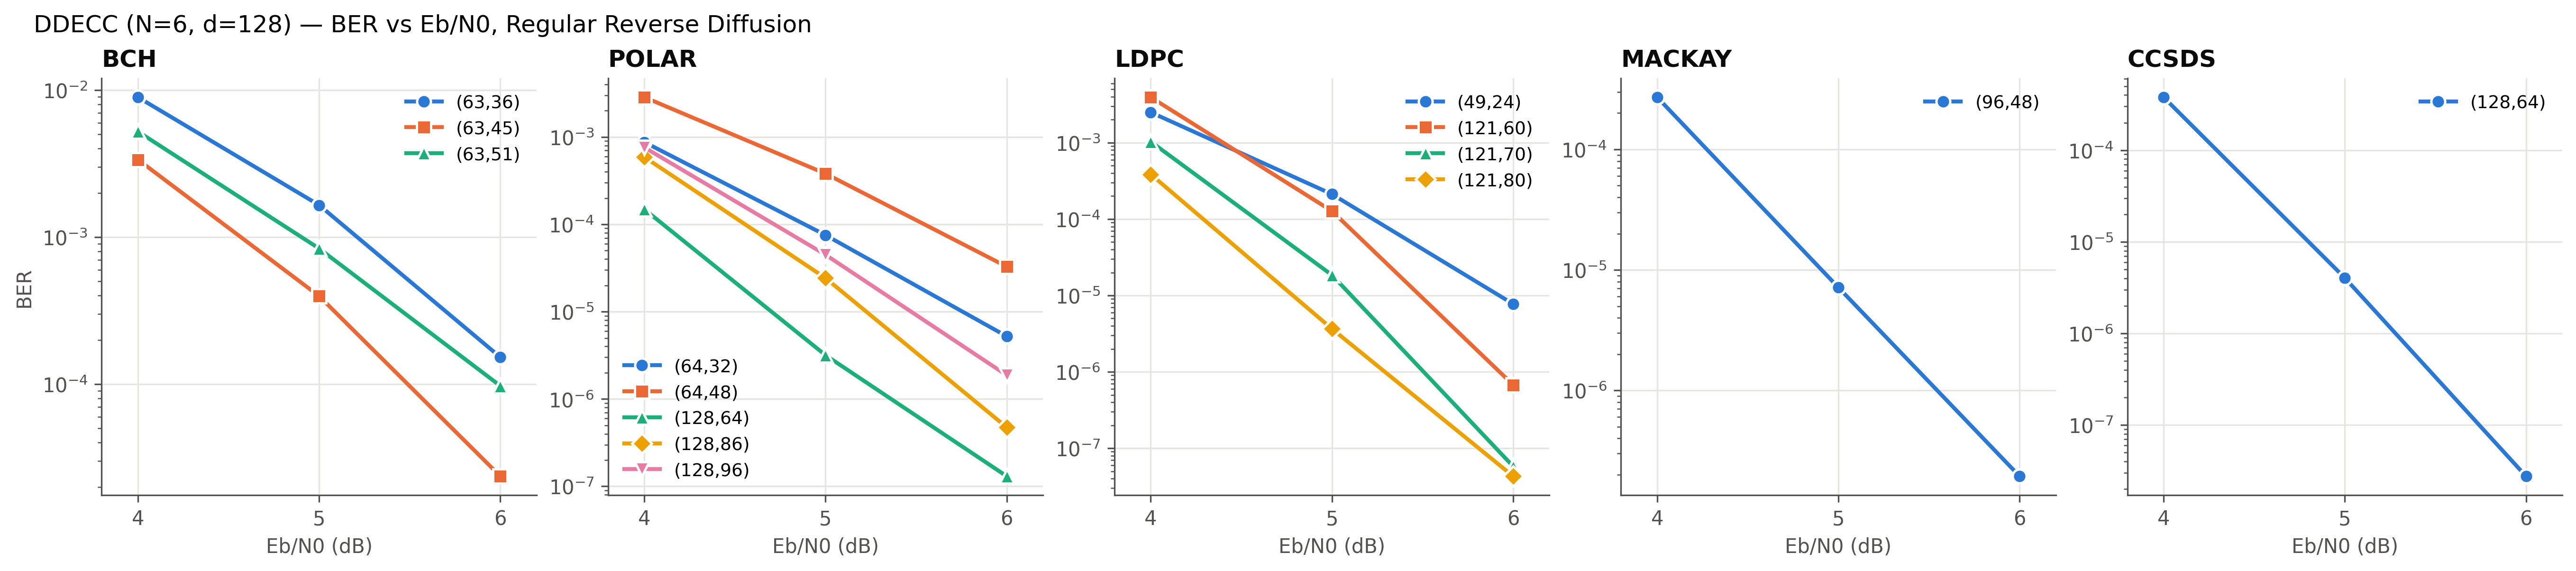 DDECC (N=6, d=128) — BER vs Eb/N0, Regular Reverse Diffusion
BCH
10⁻²
10⁻³
10⁻⁴
BER
4 5 6
Eb/N0 (dB)
(63,36)
(63,45)
(63,51)
POLAR
10⁻³
10⁻⁴
10⁻⁵
10⁻⁶
10⁻⁷
4 5 6
Eb/N0 (dB)
(64,32)
(64,48)
(128,64)
(128,86)
(128,96)
LDPC
10⁻³
10⁻⁴
10⁻⁵
10⁻⁶
10⁻⁷
4 5 6
Eb/N0 (dB)
(49,24)
(121,60)
(121,70)
(121,80)
MACKAY
10⁻⁴
10⁻⁵
10⁻⁶
4 5 6
Eb/N0 (dB)
(96,48)
CCSDS
10⁻⁴
10⁻⁵
10⁻⁶
10⁻⁷
4 5 6
Eb/N0 (dB)
(128,64)